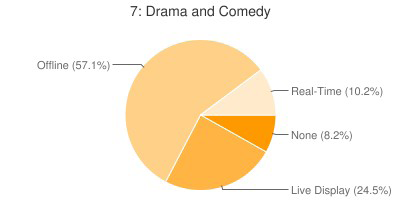 7: Drama and Comedy
Offline (57.1%)
Real-Time (10.2%)
None (8.2%)
Live Display (24.5%)